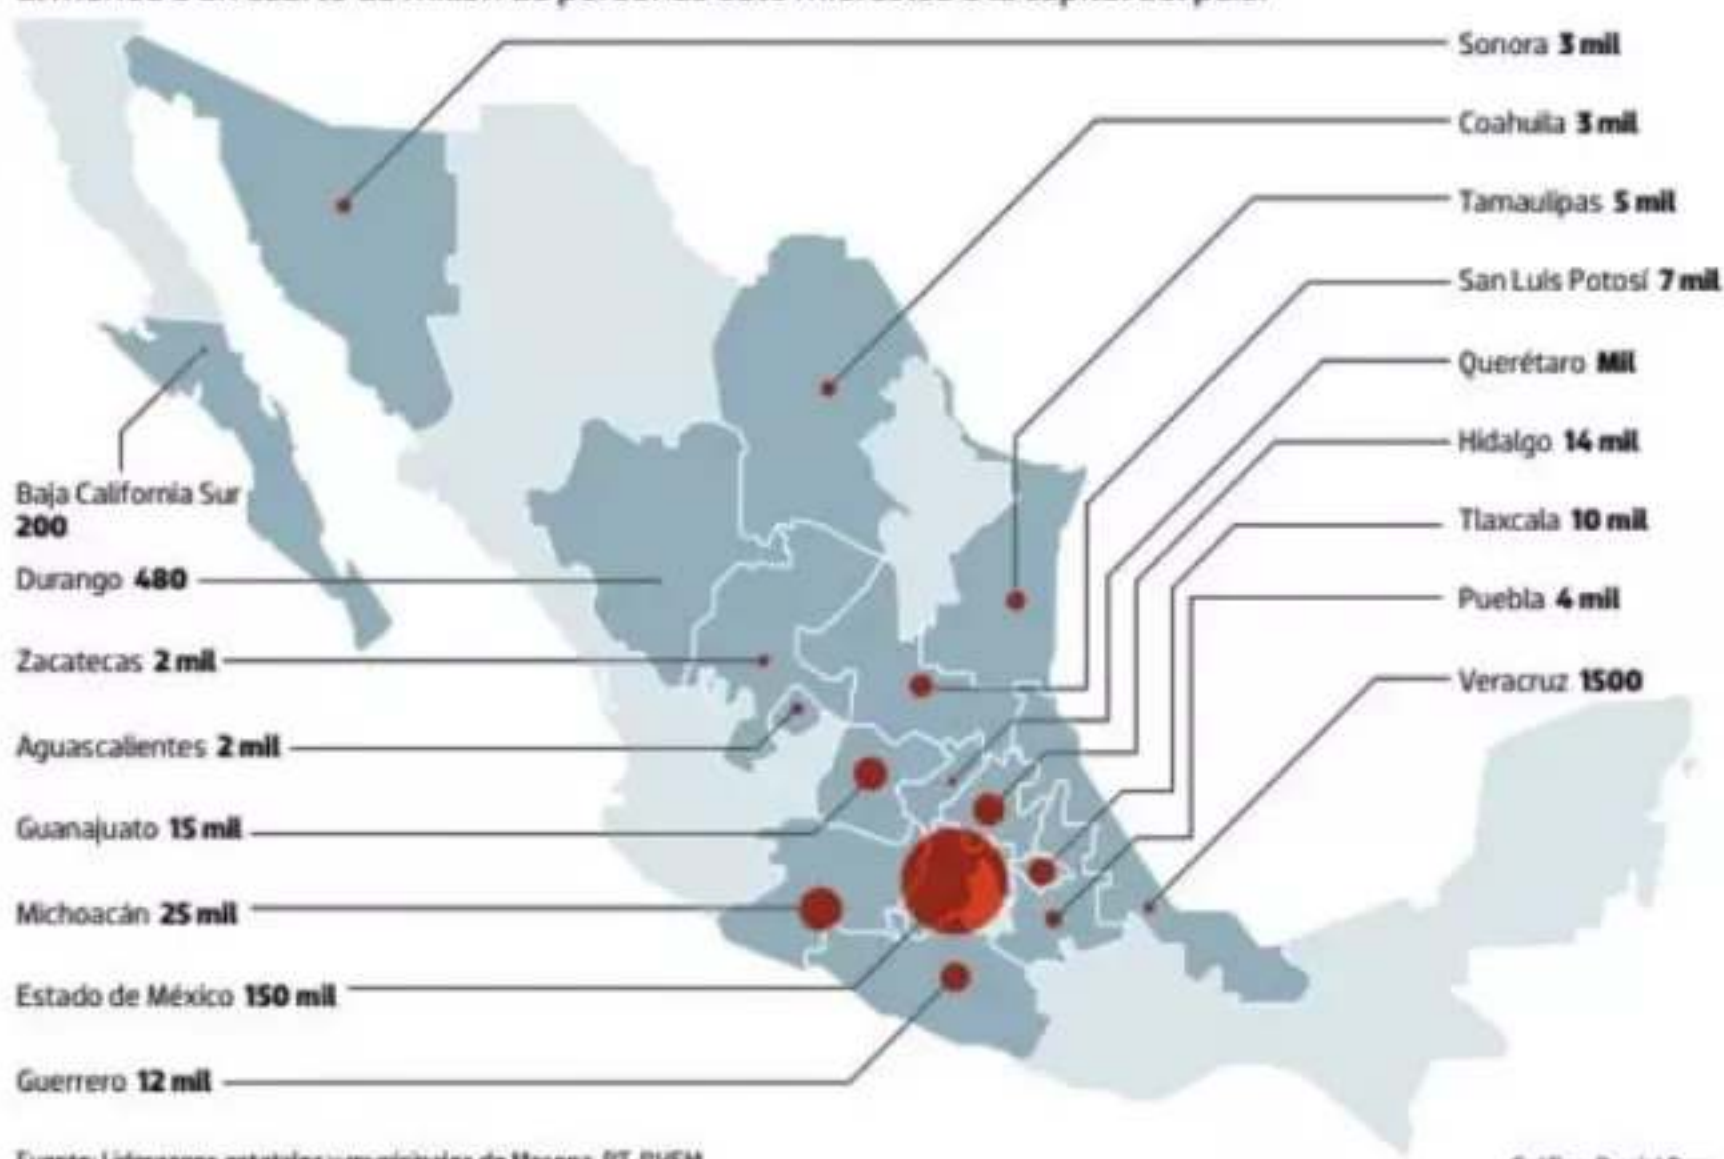 Sonora 3 mil
Coahuila 3 mil
Tamaulipas 5 mil
San Luis Potosí 7 mil
Querétaro Mil
Hidalgo 14 mil
Tlaxcala 10 mil
Puebla 4 mil
Veracruz 1500
Baja California Sur
200
Durango 480
Zacatecas 2 mil
Aguascalientes 2 mil
Guanajuato 15 mil
Michoacán 25 mil
Estado de México 150 mil
Guerrero 12 mil